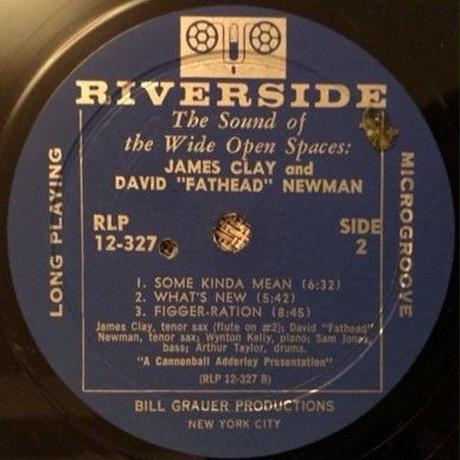 RIVERSIDE
The Sound of
the Wide Open Spaces:
JAMES CLAY and
DAVID "FATHEAD" NEWMAN
LONG PLAYING
MICROGROOVE
RLP
12-327
SIDE
2
1. SOME KINDA MEAN (6:32)
2. WHAT'S NEW (5:42)
3. FIGGER-RATION (8:45)
James Clay, tenor sax (flute on #2); David "Fathead"
Newman, tenor sax; Wynton Kelly, piano; Sam Jones,
bass; Arthur Taylor, drums.
"A Cannonball Adderley Presentation"
(RLP 12-327 B)
BILL GRAUER PRODUCTIONS
NEW YORK CITY